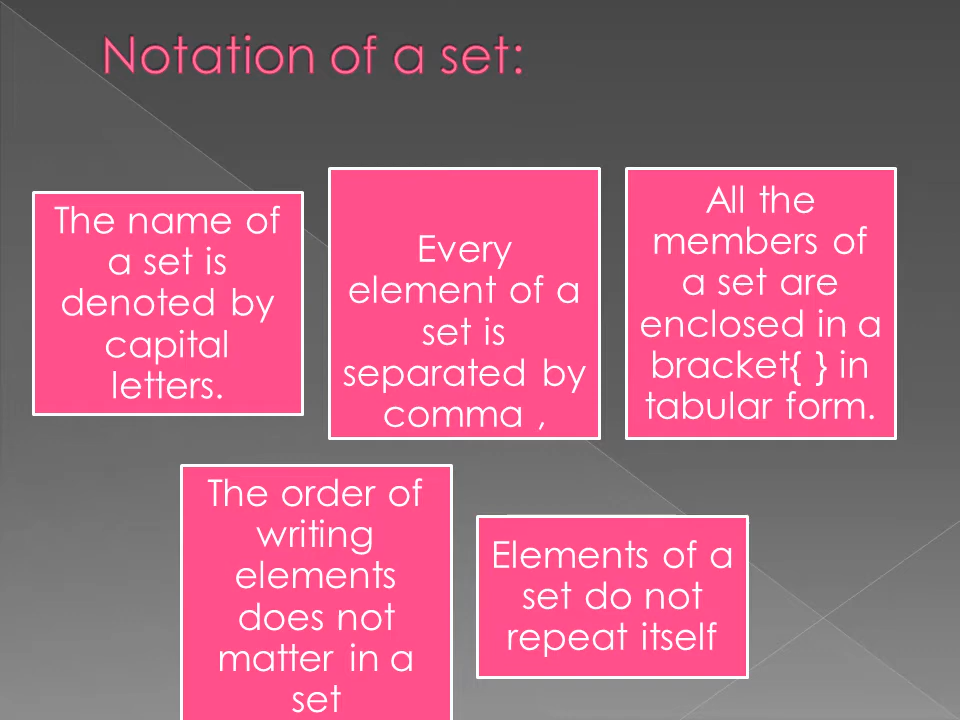 Notation of a set:
The name of
a set is
denoted by
capital
letters.
Every
element of a
set is
separated by
comma ,
All the
members of
a set are
enclosed in a
bracket{ } in
tabular form.
The order of
writing
elements
does not
matter in a
set
Elements of a
set do not
repeat itself